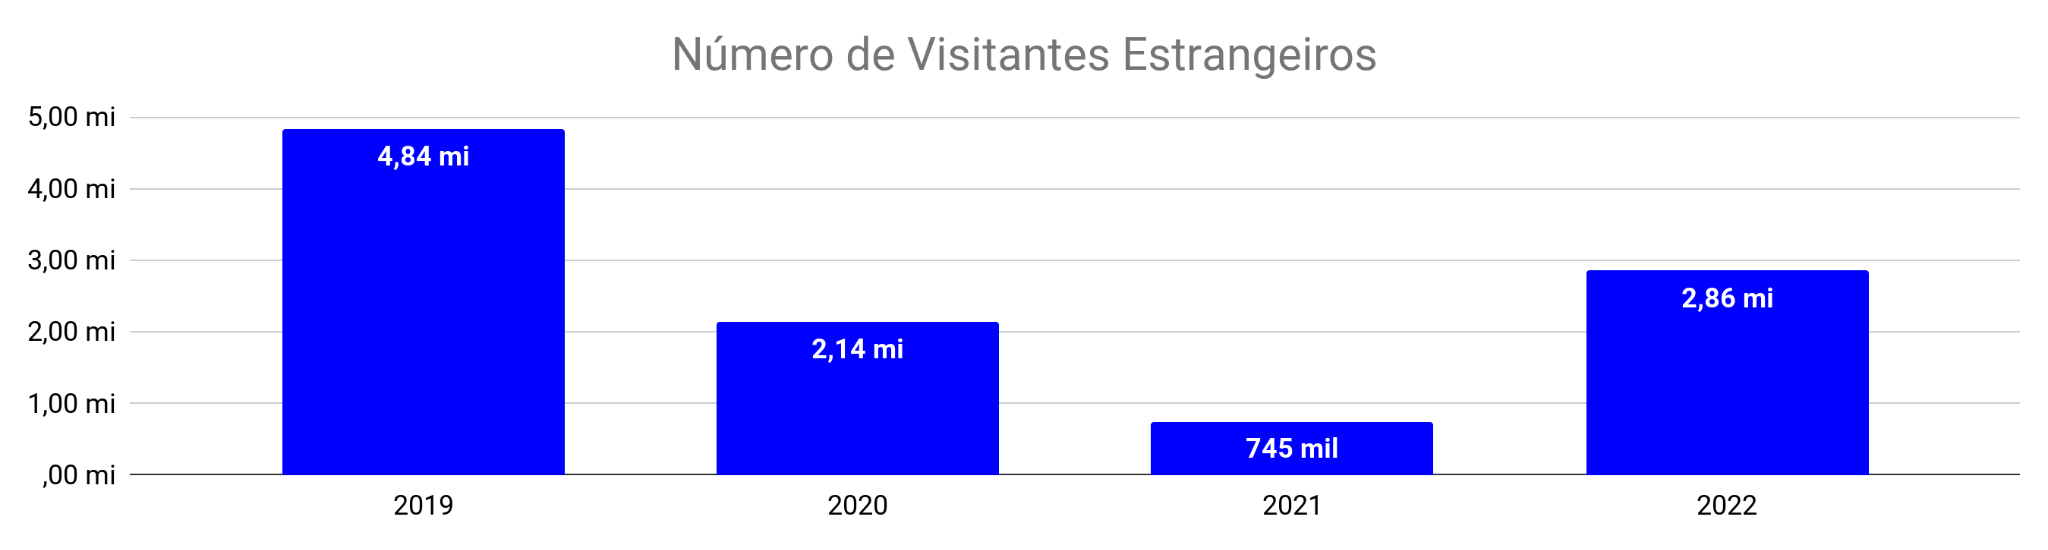 Número de Visitantes Estrangeiros
5,00 mi
4,00 mi
3,00 mi
2,00 mi
1,00 mi
,00 mi
4,84 mi
2,14 mi
745 mil
2,86 mi
2019
2020
2021
2022